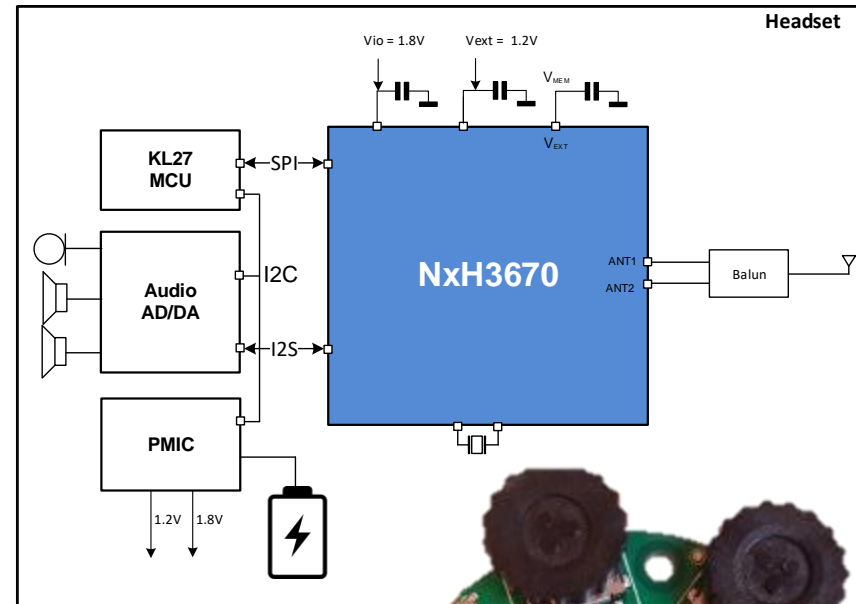 Headset
Vio = 1.8V
Vext = 1.2V
VMEM
VEXT
KL27
MCU
SPI
I2C
Audio
AD/DA
I2S
NxH3670
ANT1
ANT2
Balun
PMIC
1.2V
1.8V